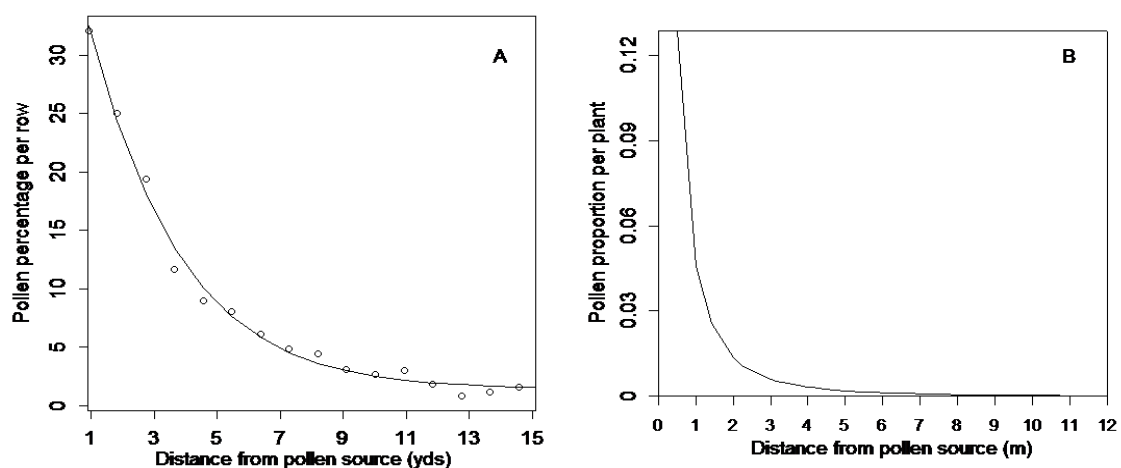 A
Pollen percentage per row
30
25
20
15
10
5
0
1 3 5 7 9 11 13 15
Distance from pollen source (yds)
B
Pollen proportion per plant
0.12
0.09
0.06
0.03
0
0 1 2 3 4 5 6 7 8 9 10 11 12
Distance from pollen source (m)